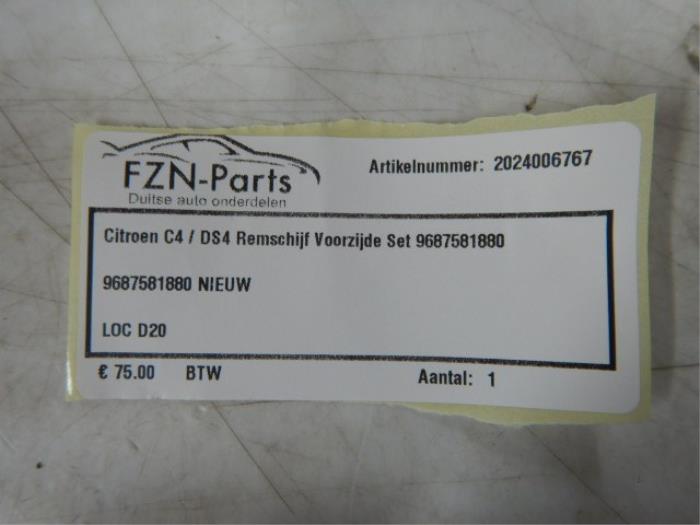 FZN-Parts
Duitse auto onderdelen
Artikelnummer: 2024006767
Citroen C4 / DS4 Remschijf Voorzijde Set 9687581880
9687581880 NIEUW
LOC D20
€ 75.00 BTW
Aantal: 1